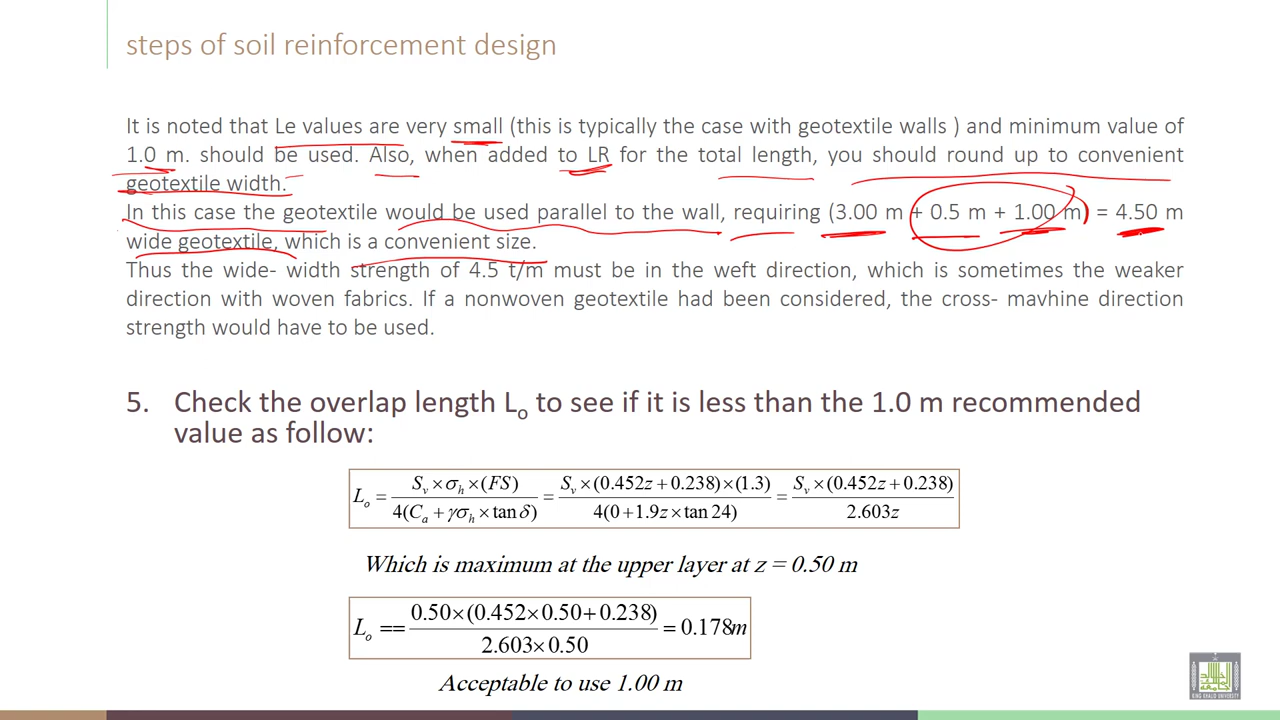 steps of soil reinforcement design
It is noted that Le values are very small (this is typically the case with geotextile walls ) and minimum value of
1.0 m. should be used. Also, when added to LR for the total length, you should round up to convenient
geotextile width.
In this case the geotextile would be used parallel to the wall, requiring (3.00 m + 0.5 m + 1.00 m) = 4.50 m
wide geotextile, which is a convenient size.
Thus the wide- width strength of 4.5 t/m must be in the weft direction, which is sometimes the weaker
direction with woven fabrics. If a nonwoven geotextile had been considered, the cross- mavhine direction
strength would have to be used.
5. Check the overlap length Lo to see if it is less than the 1.0 m recommended
value as follow:
Lo = Sv × σh × (FS) / 4(Ca + γσh × tan δ) = Sv × (0.452z + 0.238) × (1.3) / 4(0 + 1.9z × tan 24) = Sv × (0.452z + 0.238) / 2.603z
Which is maximum at the upper layer at z = 0.50 m
Lo == 0.50 × (0.452 × 0.50 + 0.238) / 2.603 × 0.50 = 0.178m
Acceptable to use 1.00 m
KING KHALID UNIVERSITY